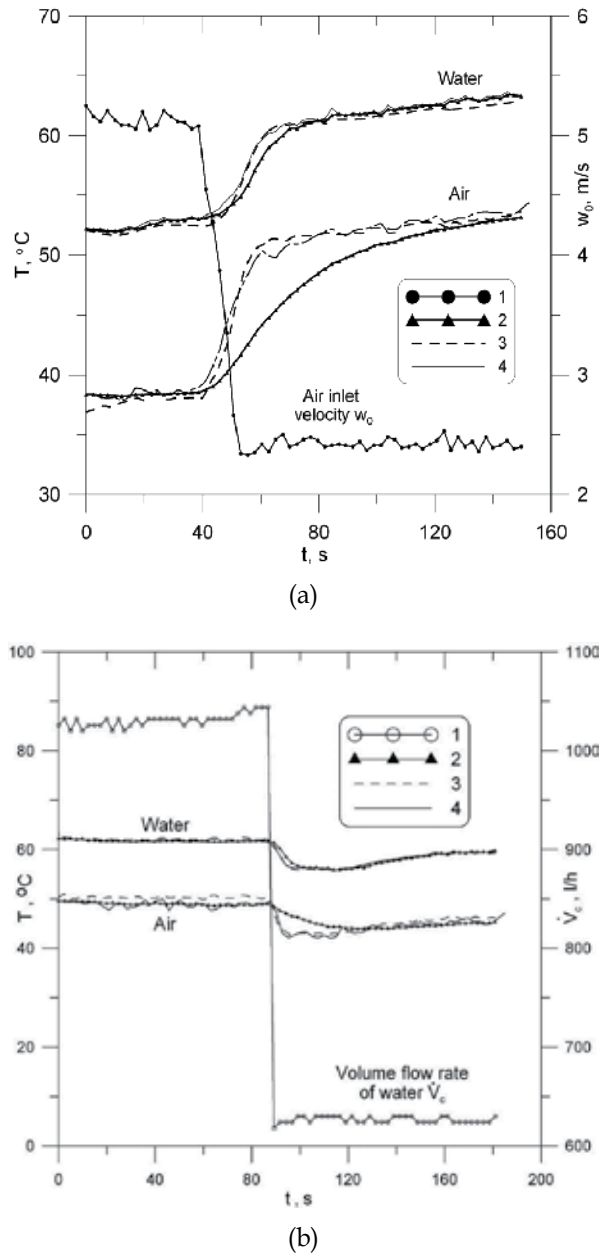 70
60
50
40
30
T, °C
6
5
4
3
2
w0, m/s
Water
Air
1
2
3
4
Air inlet
velocity w0
0
40
80
120
160
t, s
(a)
100
80
60
40
20
0
T, °C
1100
1000
900
800
700
600
V̇c, l/h
1
2
3
4
Water
Air
Volume flow rate
of water V̇c
0
40
80
120
160
200
t, s
(b)